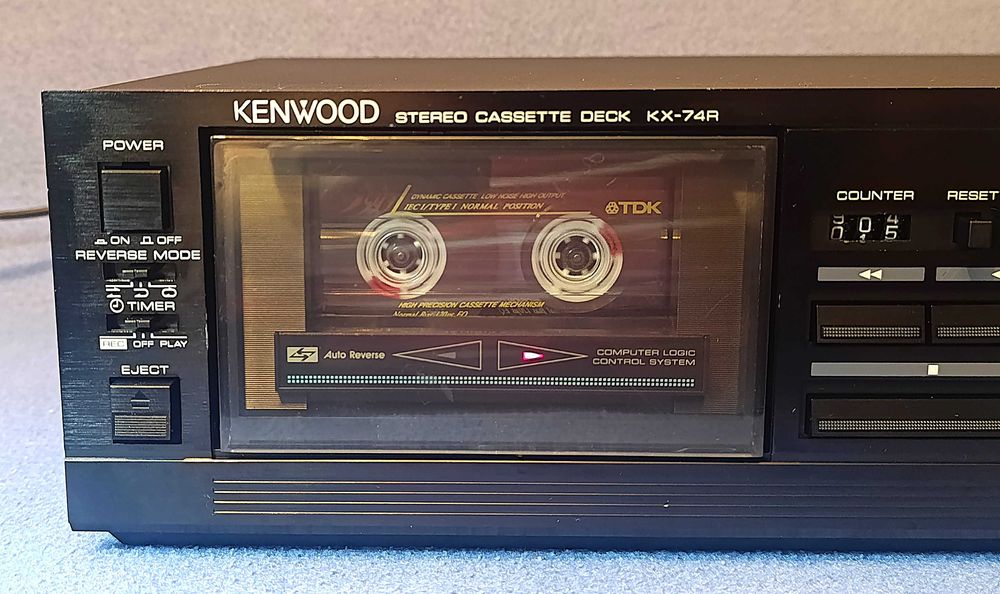 KENWOOD STEREO CASSETTE DECK KX-74R
POWER
ON OFF
REVERSE MODE
TIMER
REC OFF PLAY
EJECT
DYNAMIC CASSETTE LOW NOISE HIGH OUTPUT
IEC I/TYPE I NORMAL POSITION
TDK
HIGH PRECISION CASSETTE MECHANISM
Auto Reverse
COMPUTER LOGIC
CONTROL SYSTEM
COUNTER RESET